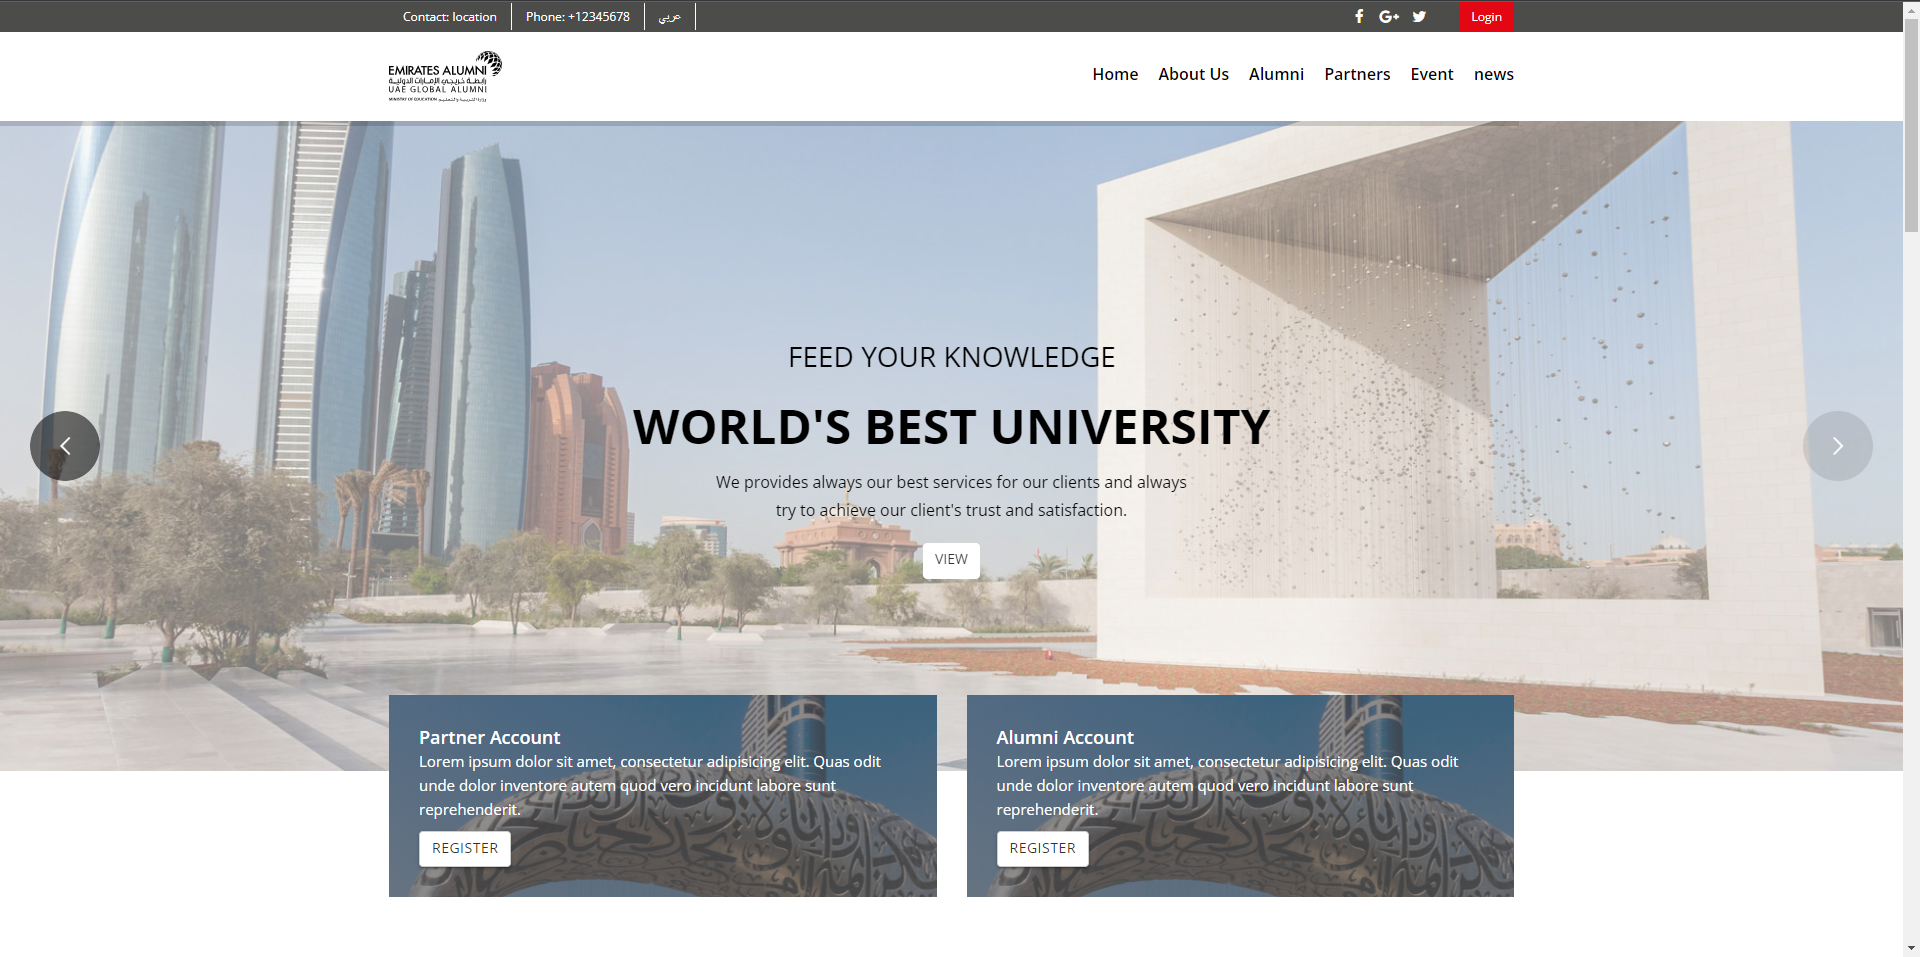 Contact: location
Phone: +12345678
عربي
G+
Login
EMIRATES ALUMNI
رابطة خريجي الإمارات الدولية
UAE GLOBAL ALUMNI
MINISTRY OF EDUCATION وزارة التربية والتعليم
Home
About Us
Alumni
Partners
Event
news
FEED YOUR KNOWLEDGE
WORLD'S BEST UNIVERSITY
We provides always our best services for our clients and always
try to achieve our client's trust and satisfaction.
VIEW
Partner Account
Lorem ipsum dolor sit amet, consectetur adipisicing elit. Quas odit
unde dolor inventore autem quod vero incidunt labore sunt
reprehenderit.
REGISTER
Alumni Account
Lorem ipsum dolor sit amet, consectetur adipisicing elit. Quas odit
unde dolor inventore autem quod vero incidunt labore sunt
reprehenderit.
REGISTER